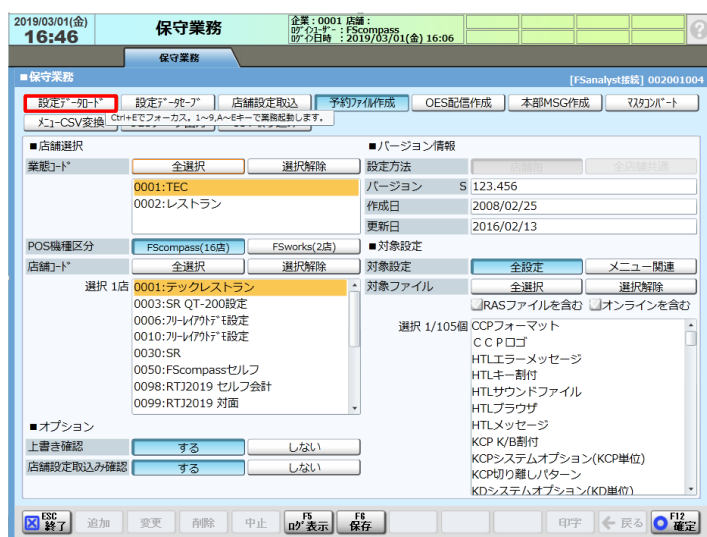 2019/03/01(金)
16:46
保守業務
企業：0001 店舗：
ﾛｸﾞｲﾝﾕｰｻﾞｰ：FScompass
ﾛｸﾞｲﾝ日時：2019/03/01(金) 16:06
保守業務
■保守業務
[FSanalyst接続] 002001004
設定ﾃﾞｰﾀﾛｰﾄﾞ 設定ﾃﾞｰﾀｾｰﾌﾞ 店舗設定取込 予約ﾌｧｲﾙ作成 OES配信作成 本部MSG作成 ﾏｽﾀｺﾝﾊﾞｰﾄ
ﾒﾆｭｰCSV変換
Ctrl+Eでフォーカス。1～9,A～Eキーで業務起動します。
■店舗選択 ■バージョン情報
業態ｺｰﾄﾞ 全選択 選択解除 設定方法 店舗別 全店舗共通
0001:TEC バージョン S 123.456
0002:レストラン 作成日 2008/02/25
更新日 2016/02/13
POS機種区分 FScompass(16店) FSworks(2店) ■対象設定
店舗ｺｰﾄﾞ 全選択 選択解除 対象設定 全設定 メニュー関連
選択 1店 0001:テックレストラン 対象ファイル 全選択 選択解除
0003:SR QT-200設定 RASファイルを含む オンラインを含む
0006:ﾌﾘｰﾚｲｱｳﾄﾃﾞﾓ設定 選択 1/105個 CCPフォーマット
0010:ﾌﾘｰﾚｲｱｳﾄﾃﾞﾓ設定 ＣＣＰロゴ
0030:SR HTLエラーメッセージ
0050:FScompassセルフ HTLキー割付
0098:RTJ2019 セルフ会計 HTLサウンドファイル
0099:RTJ2019 対面 HTLブラウザ
■オプション HTLメッセージ
上書き確認 する しない KCP K/B割付
店舗設定取込み確認 する しない KCPシステムオプション(KCP単位)
KCP切り離しパターン
KDシステムオプション(KD単位)
ESC 終了 追加 変更 削除 中止 F5 ﾛｸﾞ表示 F6 保存 印字 戻る F12 確定